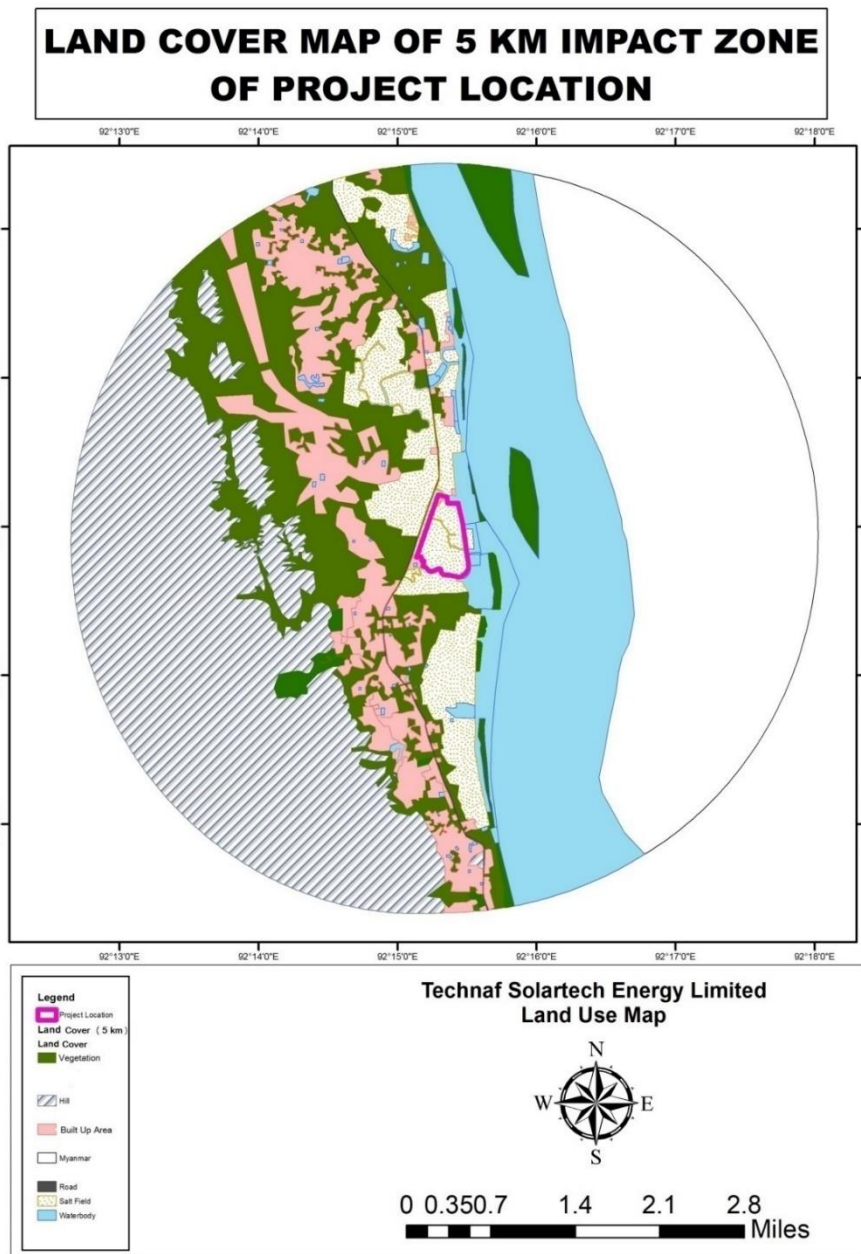 LAND COVER MAP OF 5 KM IMPACT ZONE
OF PROJECT LOCATION
92°13'0"E 92°14'0"E 92°15'0"E 92°16'0"E 92°17'0"E 92°18'0"E
92°13'0"E 92°14'0"E 92°15'0"E 92°16'0"E 92°17'0"E 92°18'0"E
Legend
Project Location
Land Cover ( 5 km )
Land Cover
Vegetation
Hill
Built Up Area
Myanmar
Road
Salt Field
Waterbody
Technaf Solartech Energy Limited
Land Use Map
N
W E
S
0 0.35 0.7 1.4 2.1 2.8
Miles